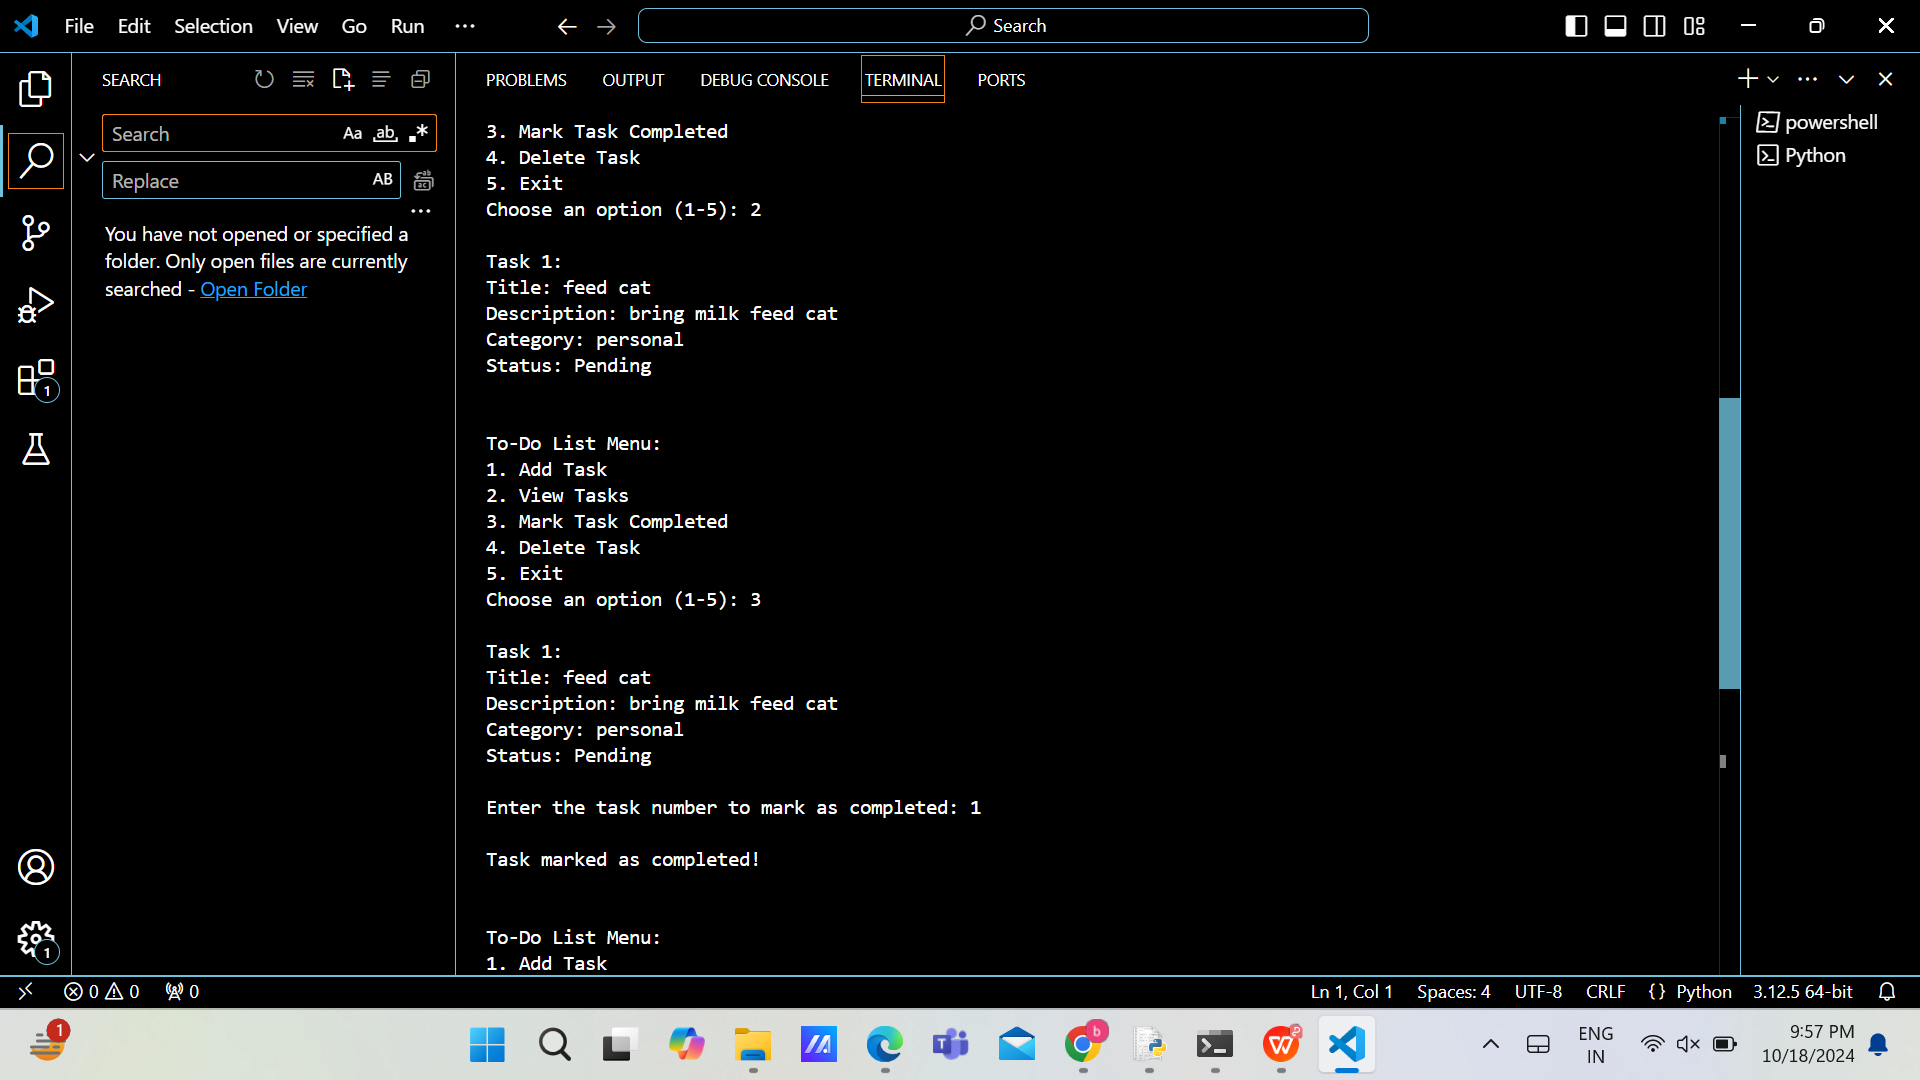 File Edit Selection View Go Run ···
Search
SEARCH
Search Aa ab .*
Replace AB
···
You have not opened or specified a
folder. Only open files are currently
searched - Open Folder
1
1
PROBLEMS OUTPUT DEBUG CONSOLE TERMINAL PORTS
3. Mark Task Completed
4. Delete Task
5. Exit
Choose an option (1-5): 2
Task 1:
Title: feed cat
Description: bring milk feed cat
Category: personal
Status: Pending
To-Do List Menu:
1. Add Task
2. View Tasks
3. Mark Task Completed
4. Delete Task
5. Exit
Choose an option (1-5): 3
Task 1:
Title: feed cat
Description: bring milk feed cat
Category: personal
Status: Pending
Enter the task number to mark as completed: 1
Task marked as completed!
To-Do List Menu:
1. Add Task
powershell
Python
0 0 0
Ln 1, Col 1 Spaces: 4 UTF-8 CRLF {} Python 3.12.5 64-bit
1
b
ENG
IN
9:57 PM
10/18/2024